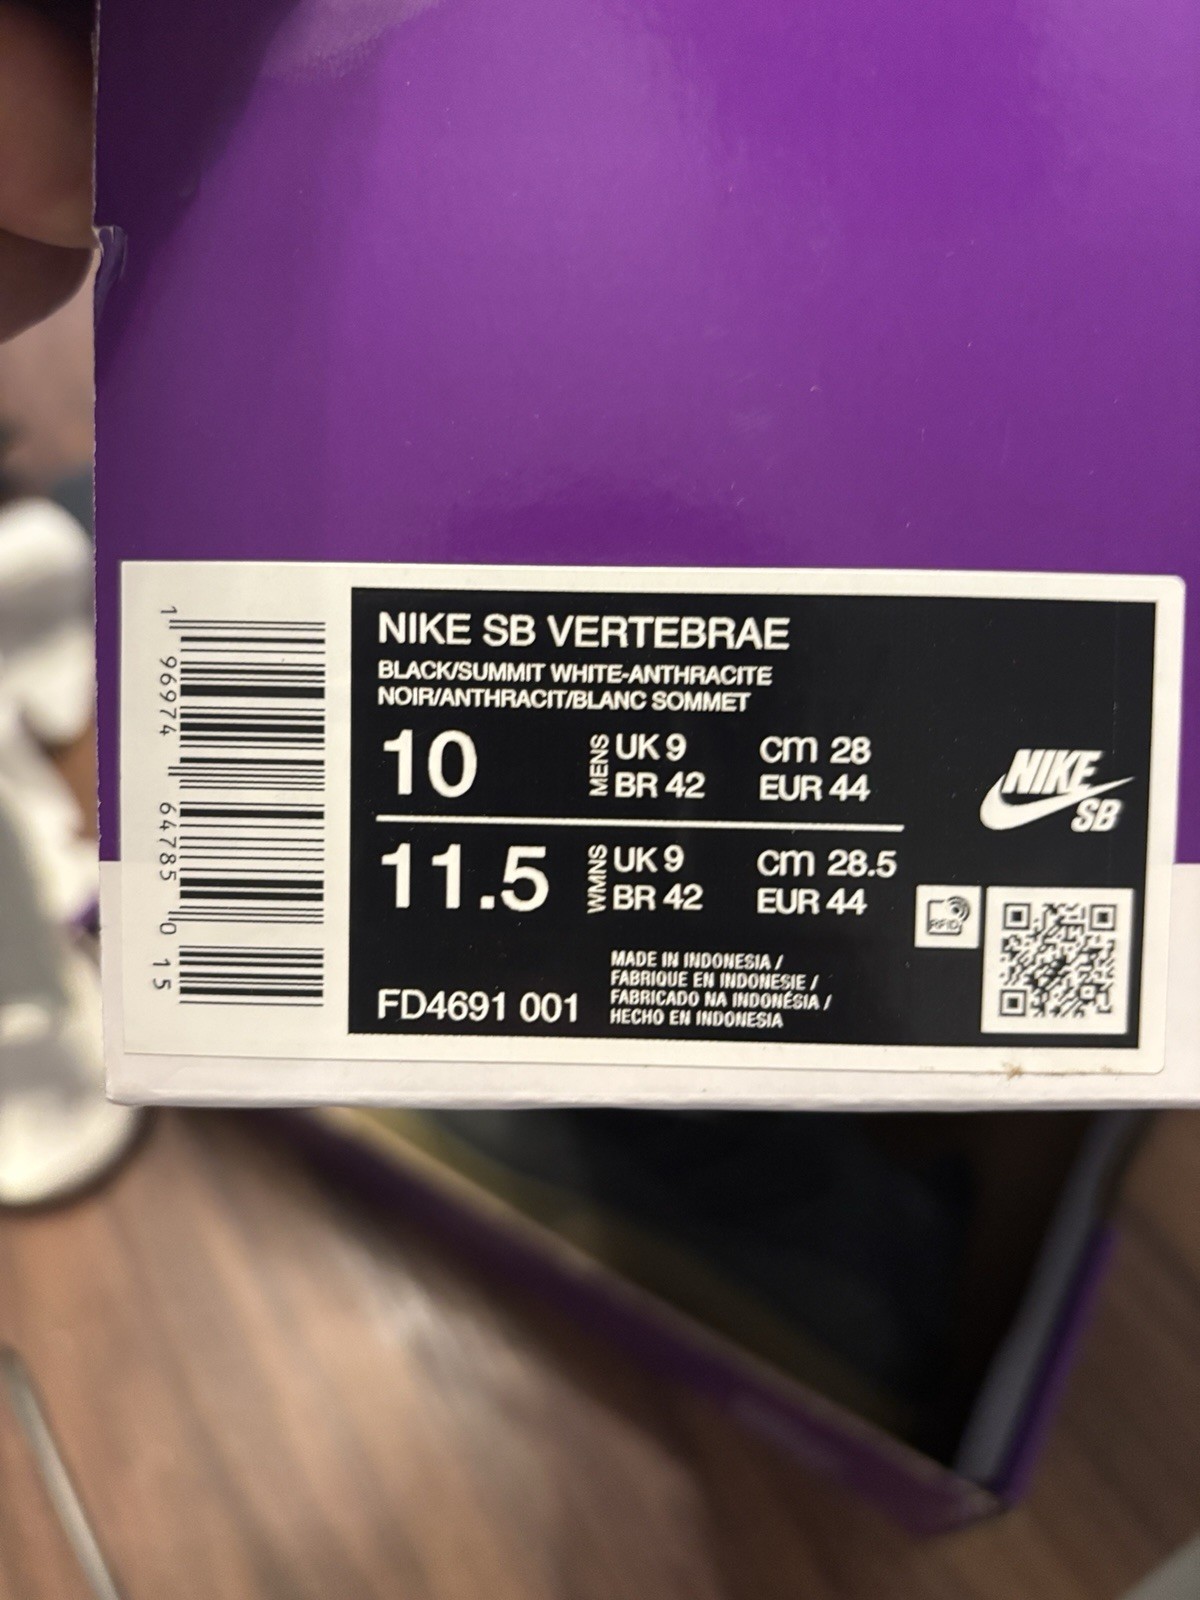 1 96974 64785 0 15
NIKE SB VERTEBRAE
BLACK/SUMMIT WHITE-ANTHRACITE
NOIR/ANTHRACIT/BLANC SOMMET
10
MENS
UK 9
cm 28
BR 42
EUR 44
NIKE
SB
11.5
WMNS
UK 9
cm 28.5
BR 42
EUR 44
RFID
FD4691 001
MADE IN INDONESIA /
FABRIQUE EN INDONESIE /
FABRICADO NA INDONÉSIA /
HECHO EN INDONESIA